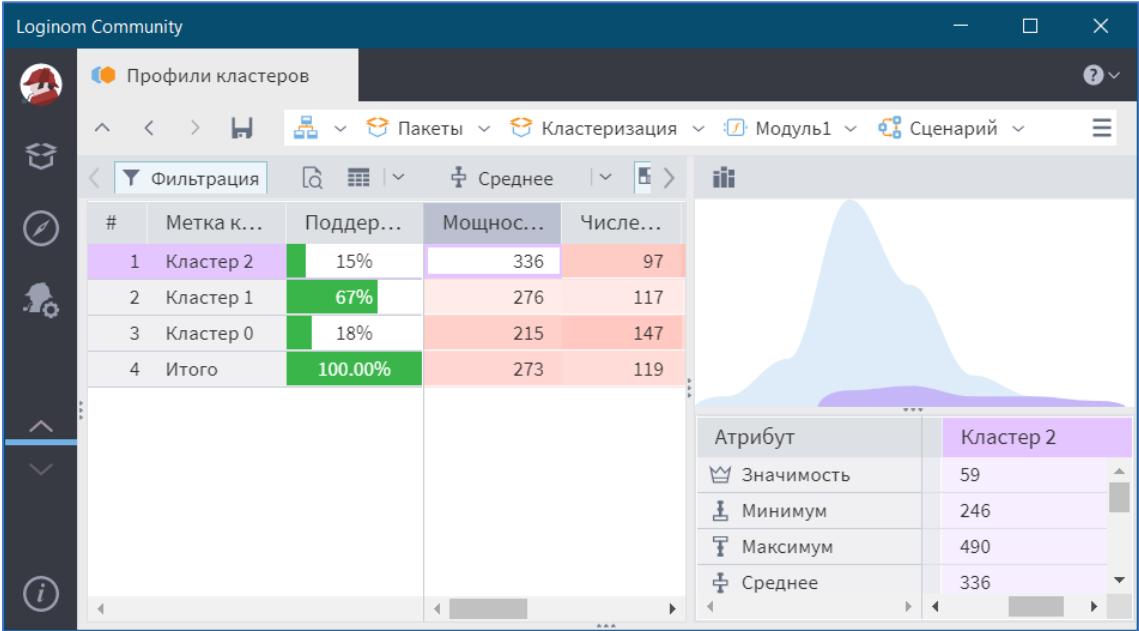 Loginom Community
Профили кластеров
Пакеты Кластеризация Модуль1 Сценарий
Фильтрация Среднее
# Метка к... Поддер... Мощнос... Числе...
1 Кластер 2 15% 336 97
2 Кластер 1 67% 276 117
3 Кластер 0 18% 215 147
4 Итого 100.00% 273 119
Атрибут Кластер 2
Значимость 59
Минимум 246
Максимум 490
Среднее 336